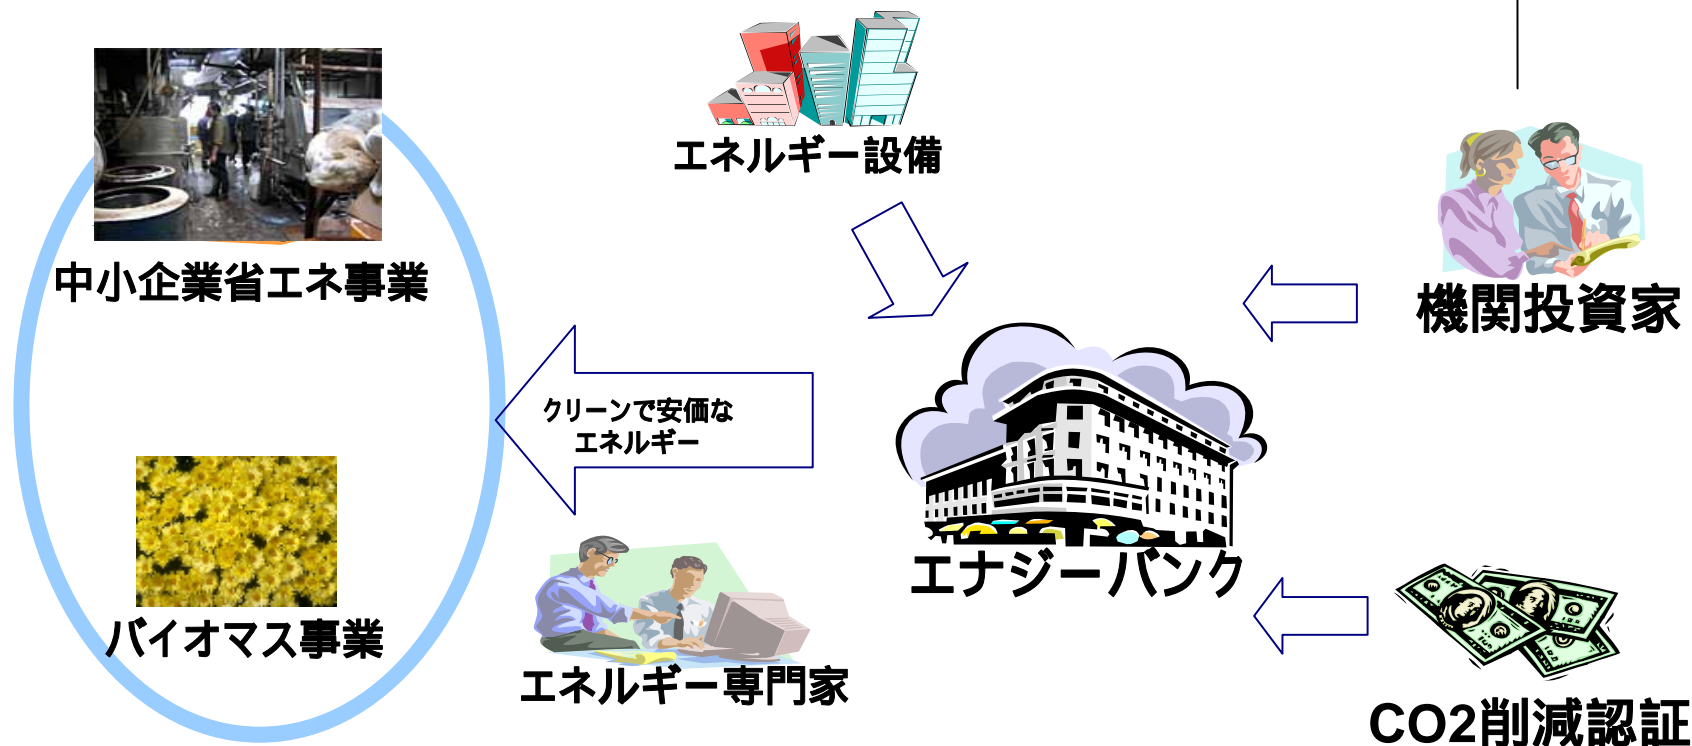 エネルギー設備
中小企業省エネ事業
機関投資家
クリーンで安価な
エネルギー
エナジーバンク
バイオマス事業
エネルギー専門家
CO2削減認証